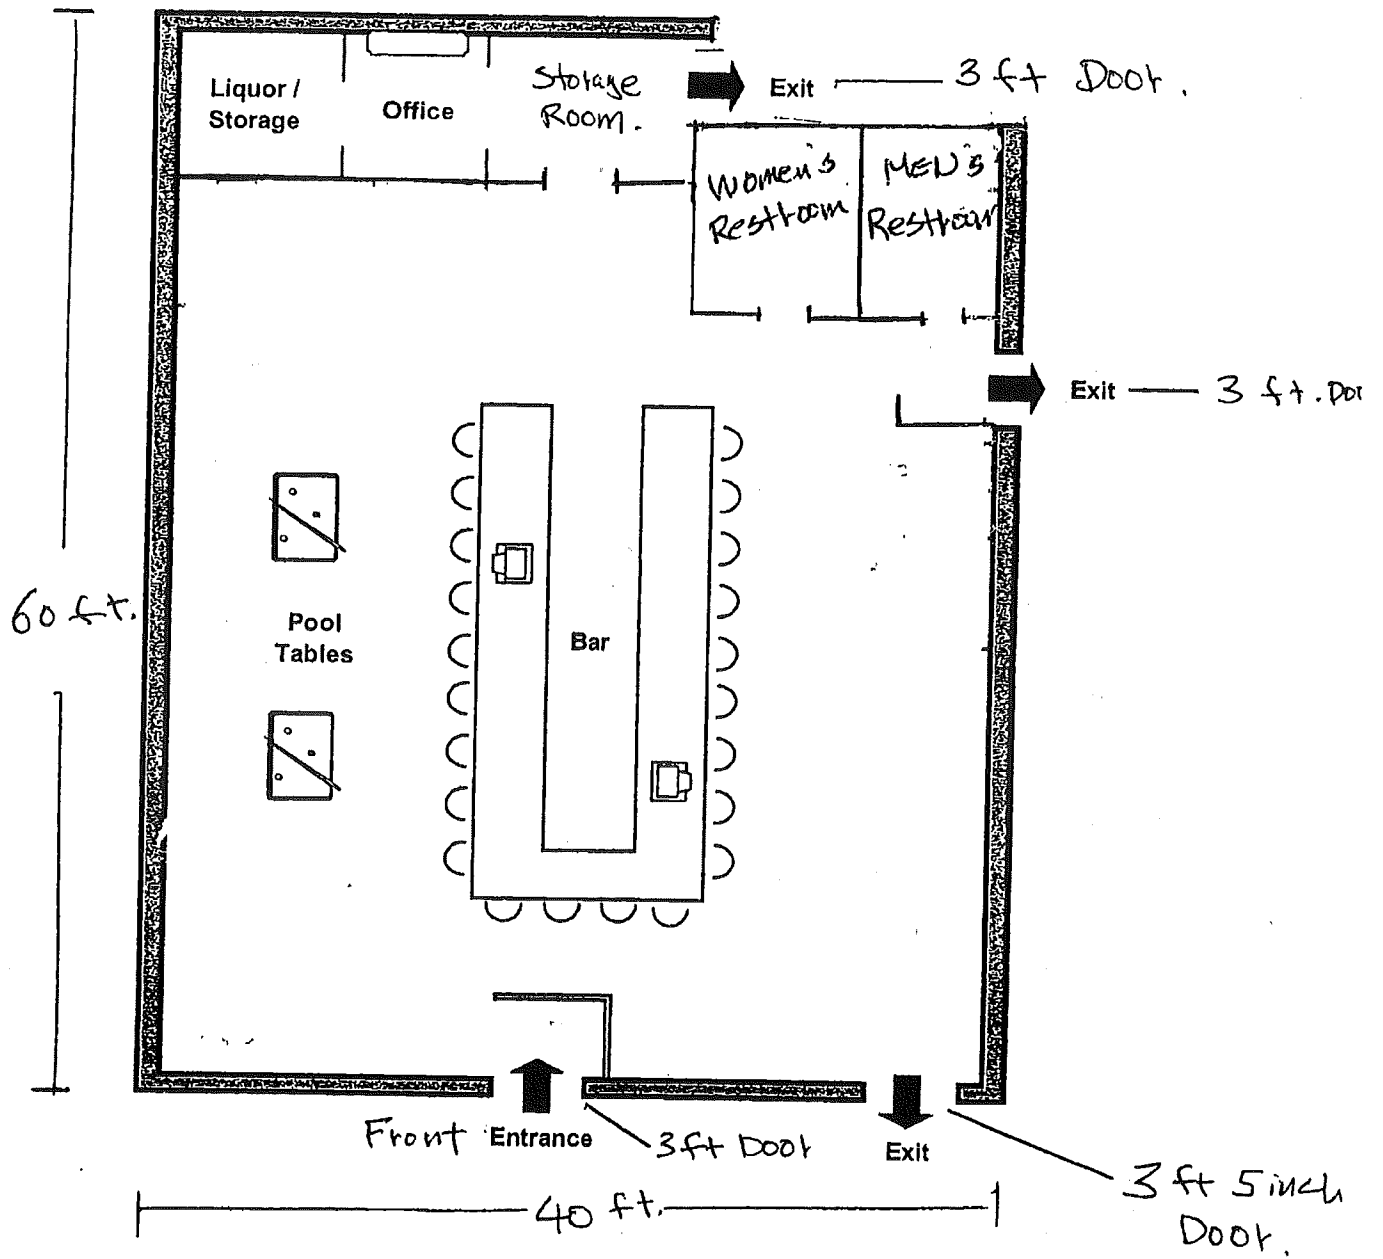 Liquor /
Storage
Office
Storage
Room.
Exit
3 ft Door.
Women's
Restroom
MEN'S
Restroom
Exit
3 ft.
60 ft.
Pool
Tables
Bar
Front Entrance
3 ft Door
Exit
3 ft 5 inch
Door.
40 ft.